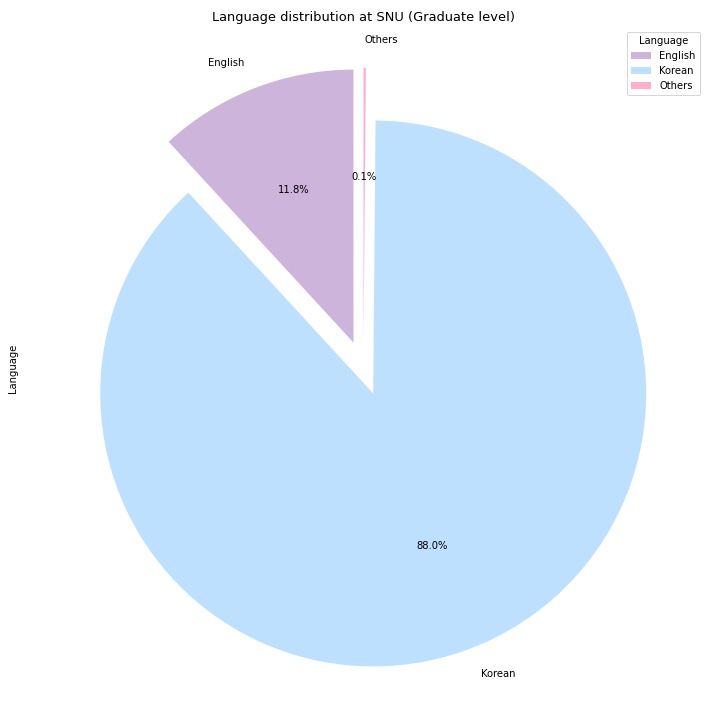 Language distribution at SNU (Graduate level)
Others
English
Language
English
Korean
Others
0.1%
11.8%
Language
88.0%
Korean